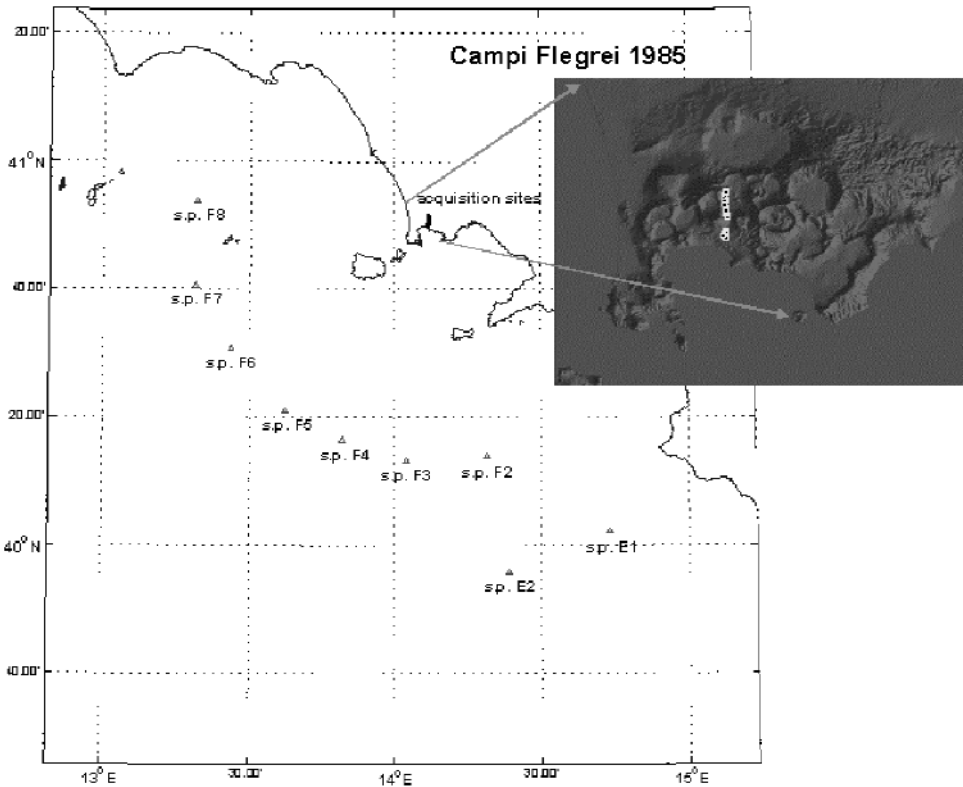 20.00'
Campi Flegrei 1985
41° N
acquisition sites
s.p. F8
40.00'
s.p. F7
s.p. F6
20.00'
s.p. F5
s.p. F4
s.p. F3
s.p. F2
40° N
s.p. E1
s.p. E2
40.00'
13° E
30.00'
14° E
30.00'
15° E